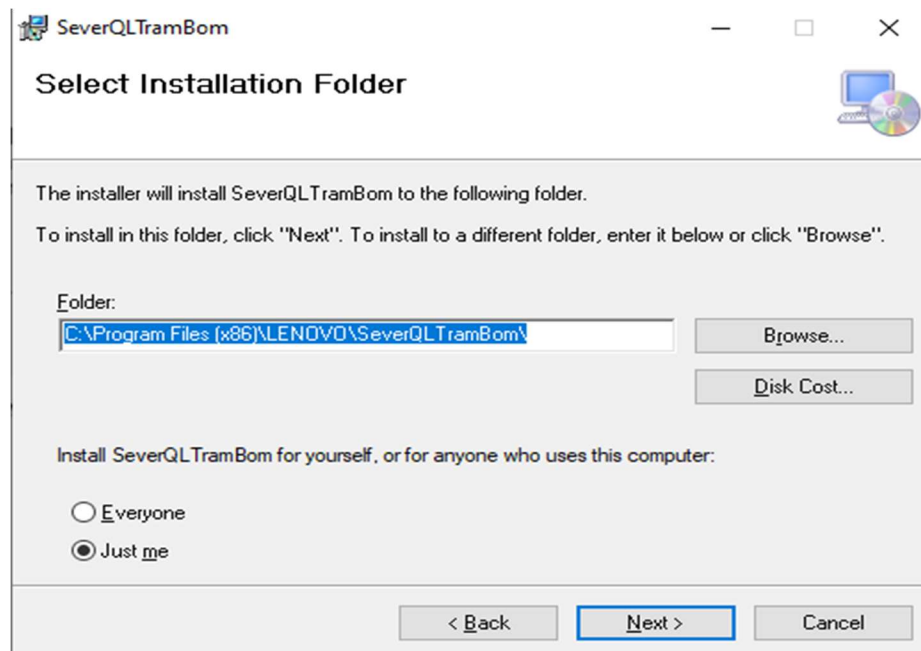 SeverQLTramBom
Select Installation Folder
The installer will install SeverQLTramBom to the following folder.
To install in this folder, click "Next". To install to a different folder, enter it below or click "Browse".
Folder:
C:\Program Files (x86)\LENOVO\SeverQLTramBom\
Browse...
Disk Cost...
Install SeverQLTramBom for yourself, or for anyone who uses this computer:
Everyone
Just me
< Back
Next >
Cancel